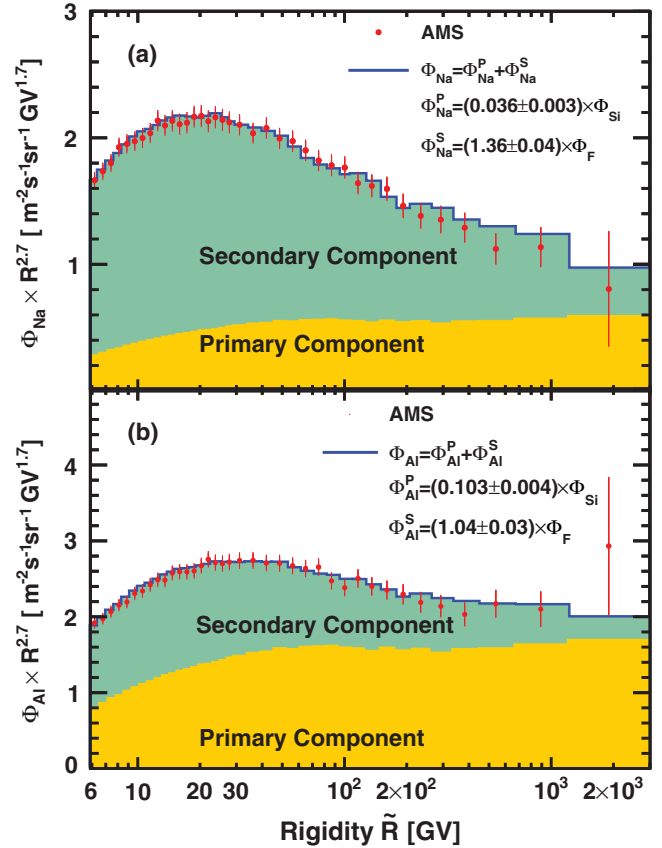 (a)
AMS
Φ_Na=Φ^P_Na+Φ^S_Na
Φ^P_Na=(0.036±0.003)×Φ_Si
Φ^S_Na=(1.36±0.04)×Φ_F
3
2
1
Φ_Na × R^2.7 [ m^-2s^-1sr^-1 GV^1.7]
Secondary Component
Primary Component
(b)
AMS
Φ_Al=Φ^P_Al+Φ^S_Al
Φ^P_Al=(0.103±0.004)×Φ_Si
Φ^S_Al=(1.04±0.03)×Φ_F
4
3
2
1
0
Φ_Al × R^2.7 [ m^-2s^-1sr^-1 GV^1.7]
Secondary Component
Primary Component
6 10 20 30 10^2 2×10^2 10^3 2×10^3
Rigidity R̃ [GV]